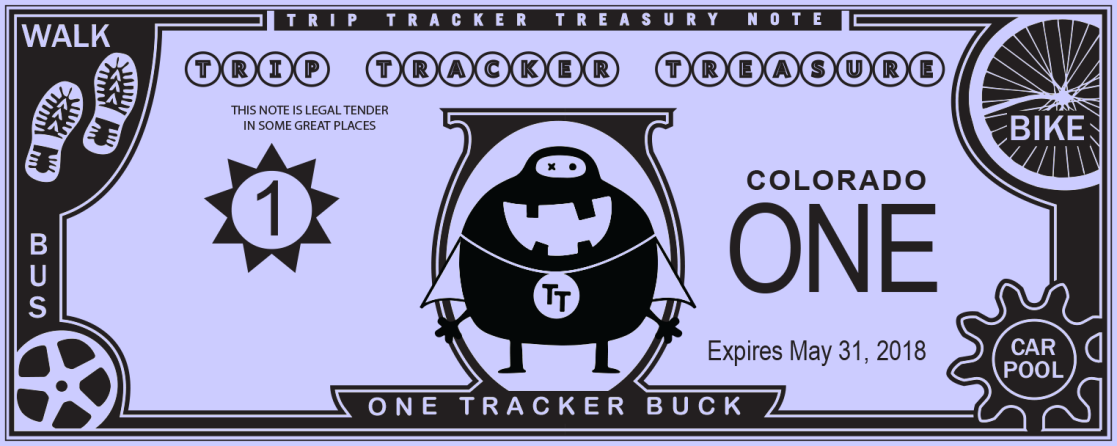 TRIP TRACKER TREASURY NOTE
WALK
TRIP TRACKER TREASURE
THIS NOTE IS LEGAL TENDER
IN SOME GREAT PLACES
BIKE
1
COLORADO
ONE
BUS
TT
Expires May 31, 2018
CAR
POOL
ONE TRACKER BUCK